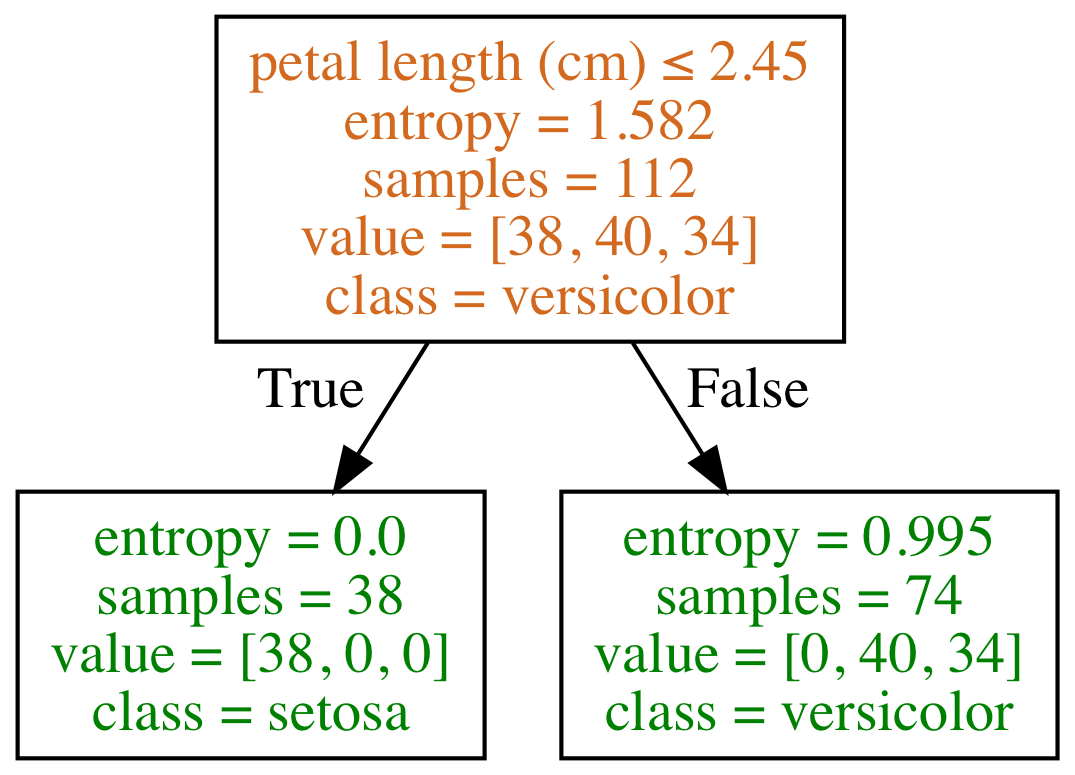 petal length (cm) ≤ 2.45
entropy = 1.582
samples = 112
value = [38, 40, 34]
class = versicolor
True
False
entropy = 0.0
samples = 38
value = [38, 0, 0]
class = setosa
entropy = 0.995
samples = 74
value = [0, 40, 34]
class = versicolor